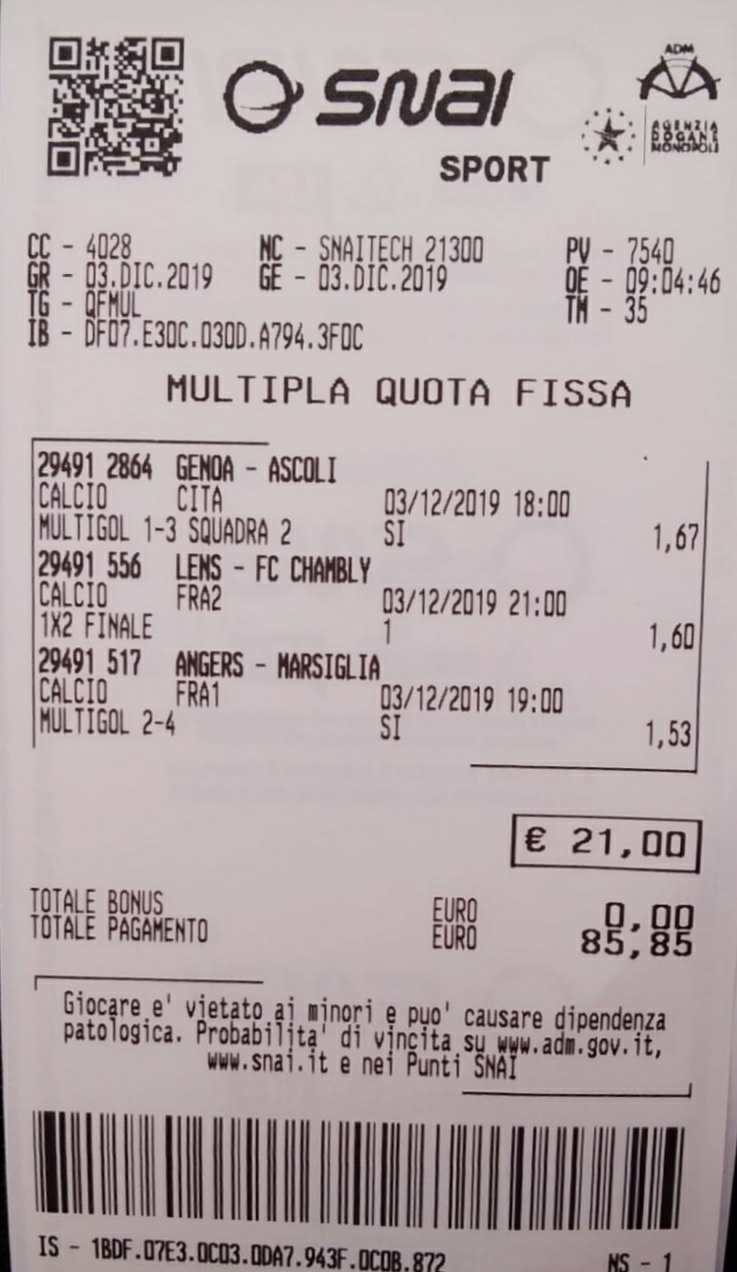 snai
SPORT
ADM
AGENZIA
DOGANE
MONOPOLI
CC - 4028 NC - SNAITECH 21300 PV - 7540
GR - 03.DIC.2019 GE - 03.DIC.2019 OE - 09:04:46
TG - QFMUL TM - 35
IB - DF07.E30C.030D.A794.3F0C
MULTIPLA QUOTA FISSA
29491 2864 GENOA - ASCOLI
CALCIO CITA 03/12/2019 18:00
MULTIGOL 1-3 SQUADRA 2 SI 1,67
29491 556 LENS - FC CHAMBLY
CALCIO FRA2 03/12/2019 21:00
1X2 FINALE 1 1,60
29491 517 ANGERS - MARSIGLIA
CALCIO FRA1 03/12/2019 19:00
MULTIGOL 2-4 SI 1,53
€ 21,00
TOTALE BONUS EURO 0,00
TOTALE PAGAMENTO EURO 85,85
Giocare e' vietato ai minori e puo' causare dipendenza
patologica. Probabilita' di vincita su www.adm.gov.it,
www.snai.it e nei Punti SNAI
IS - 1BDF.07E3.0C03.0DA7.943F.0C0B.872 NS - 1